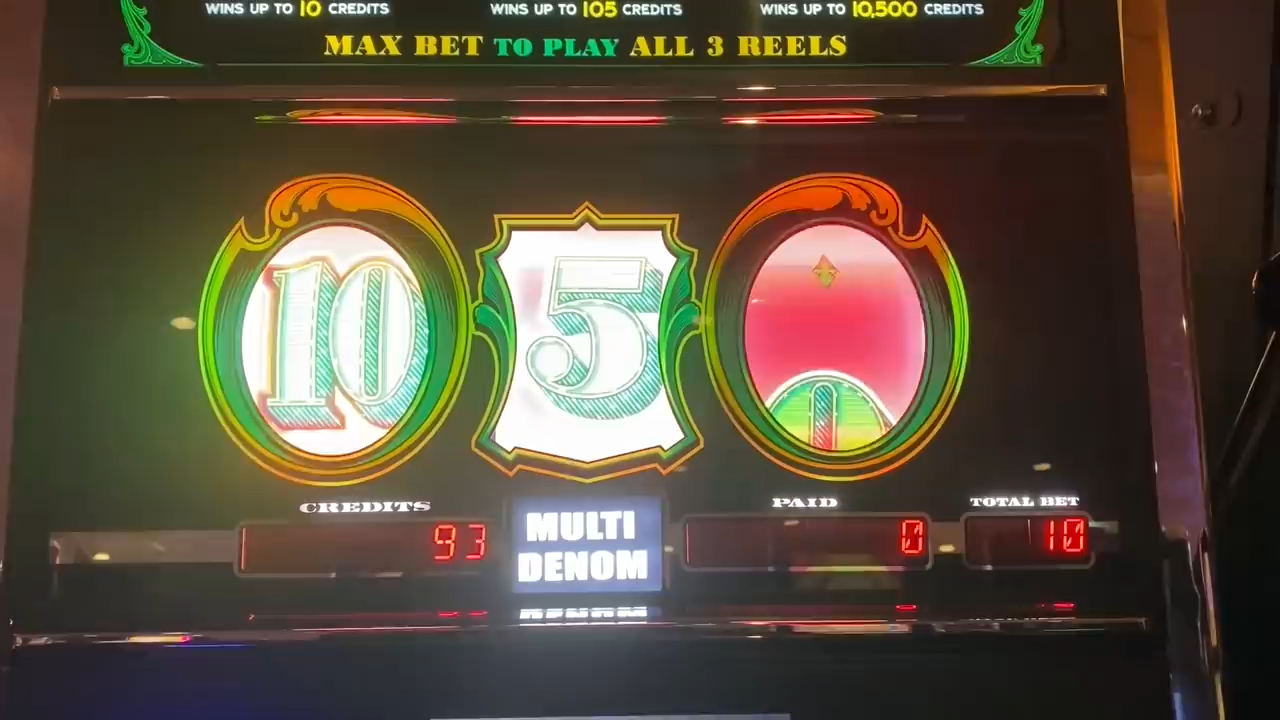 WINS UP TO 10 CREDITS
WINS UP TO 105 CREDITS
WINS UP TO 10,500 CREDITS
MAX BET TO PLAY ALL 3 REELS
10
5
0
CREDITS
93
MULTI
DENOM
PAID
0
TOTAL BET
10